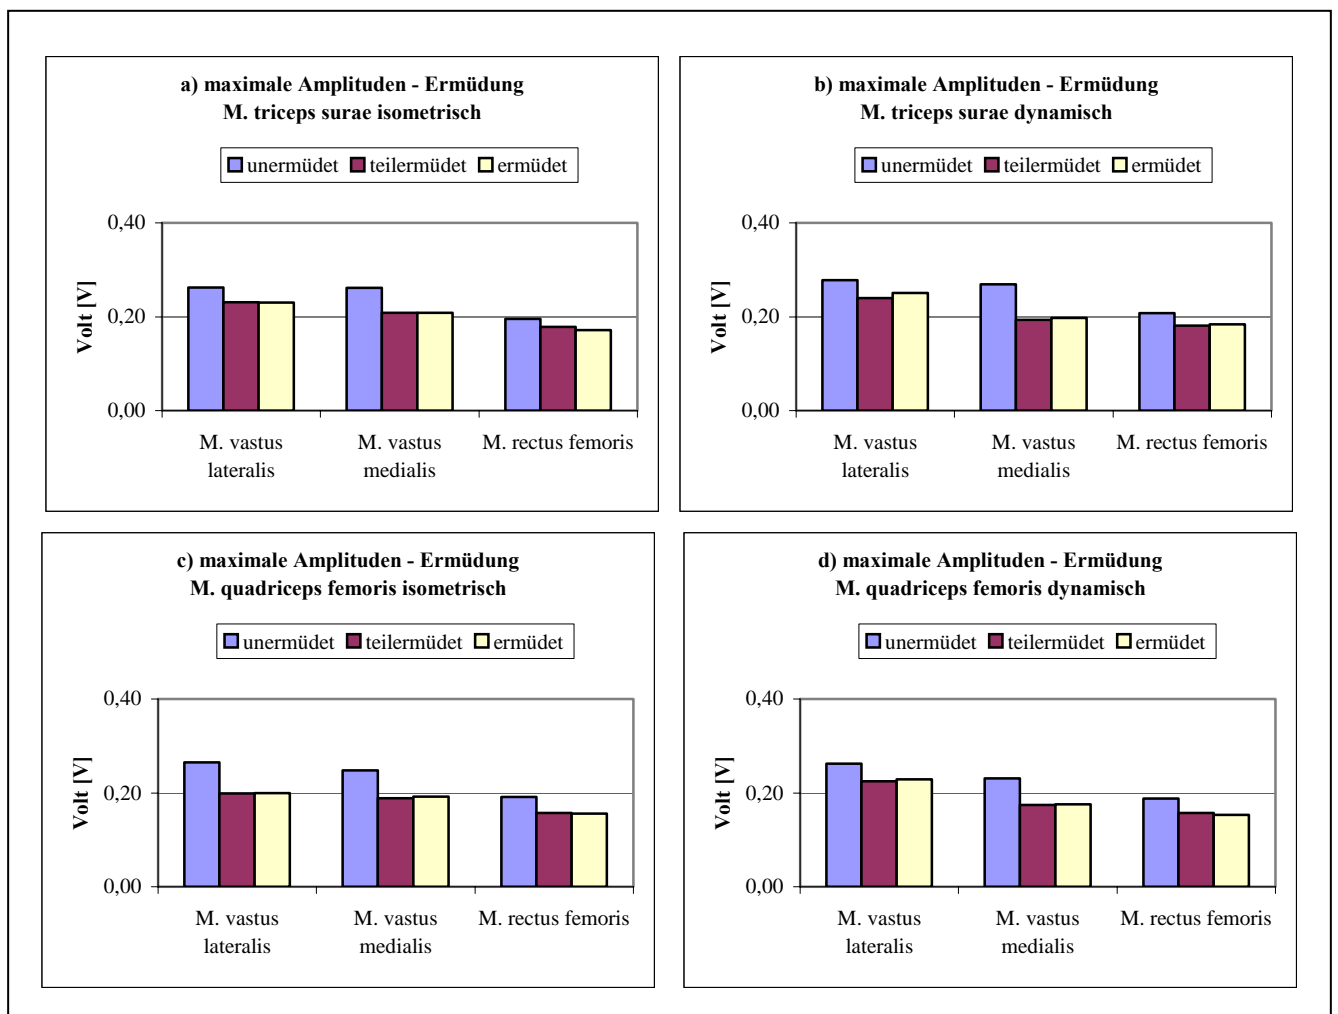 a) maximale Amplituden - Ermüdung
M. triceps surae isometrisch
unermüdet teilermüdet ermüdet
0,40
0,20
0,00
Volt [V]
M. vastus lateralis
M. vastus medialis
M. rectus femoris
b) maximale Amplituden - Ermüdung
M. triceps surae dynamisch
unermüdet teilermüdet ermüdet
0,40
0,20
0,00
Volt [V]
M. vastus lateralis
M. vastus medialis
M. rectus femoris
c) maximale Amplituden - Ermüdung
M. quadriceps femoris isometrisch
unermüdet teilermüdet ermüdet
0,40
0,20
0,00
Volt [V]
M. vastus lateralis
M. vastus medialis
M. rectus femoris
d) maximale Amplituden - Ermüdung
M. quadriceps femoris dynamisch
unermüdet teilermüdet ermüdet
0,40
0,20
0,00
Volt [V]
M. vastus lateralis
M. vastus medialis
M. rectus femoris